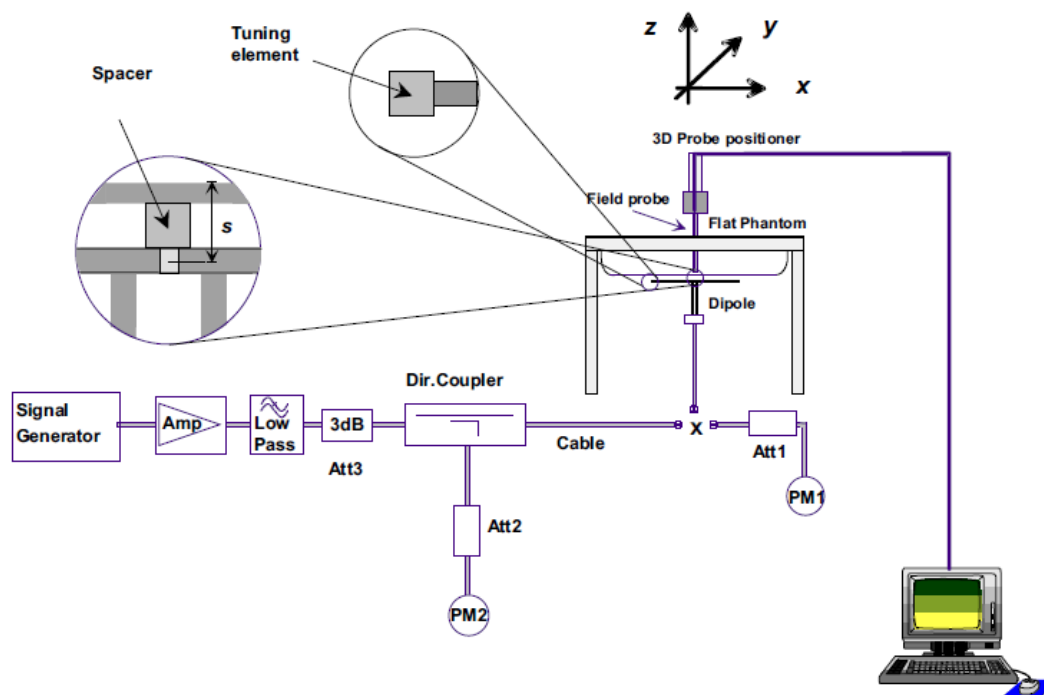 Tuning
element
Spacer
s
z
y
x
3D Probe positioner
Field probe
Flat Phantom
Dipole
Dir.Coupler
Signal
Generator
Amp
Low
Pass
3dB
Att3
Cable
X
Att1
PM1
Att2
PM2